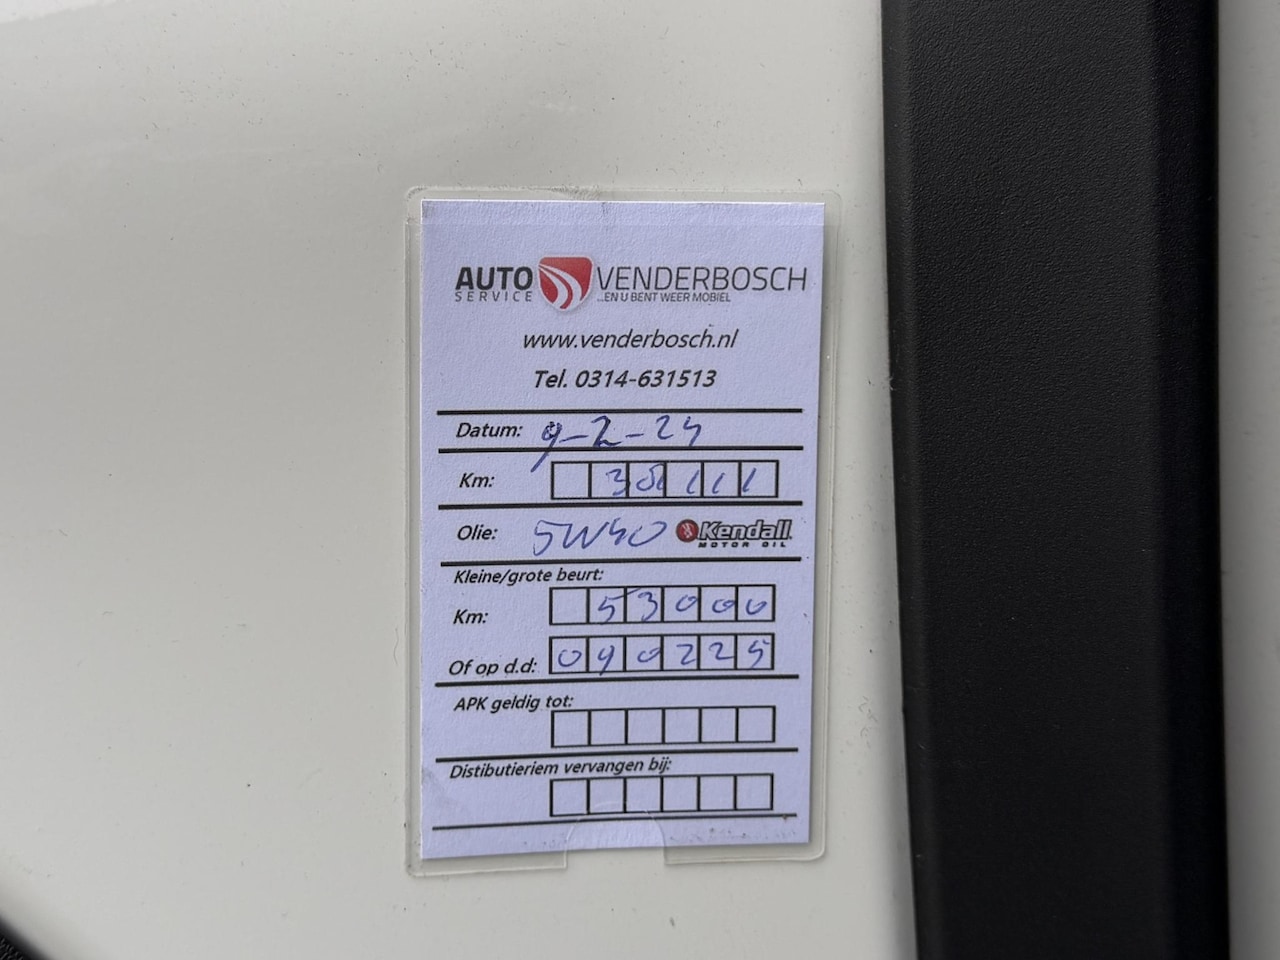 AUTO VENDERBOSCH
SERVICE ...EN U BENT WEER MOBIEL
www.venderbosch.nl
Tel. 0314-631513
Datum: 9-2-24
Km: 38111
Olie: 5W40 Kendall
MOTOR OIL
Kleine/grote beurt:
Km: 53000
Of op d.d: 090225
APK geldig tot:
Distibutieriem vervangen bij: